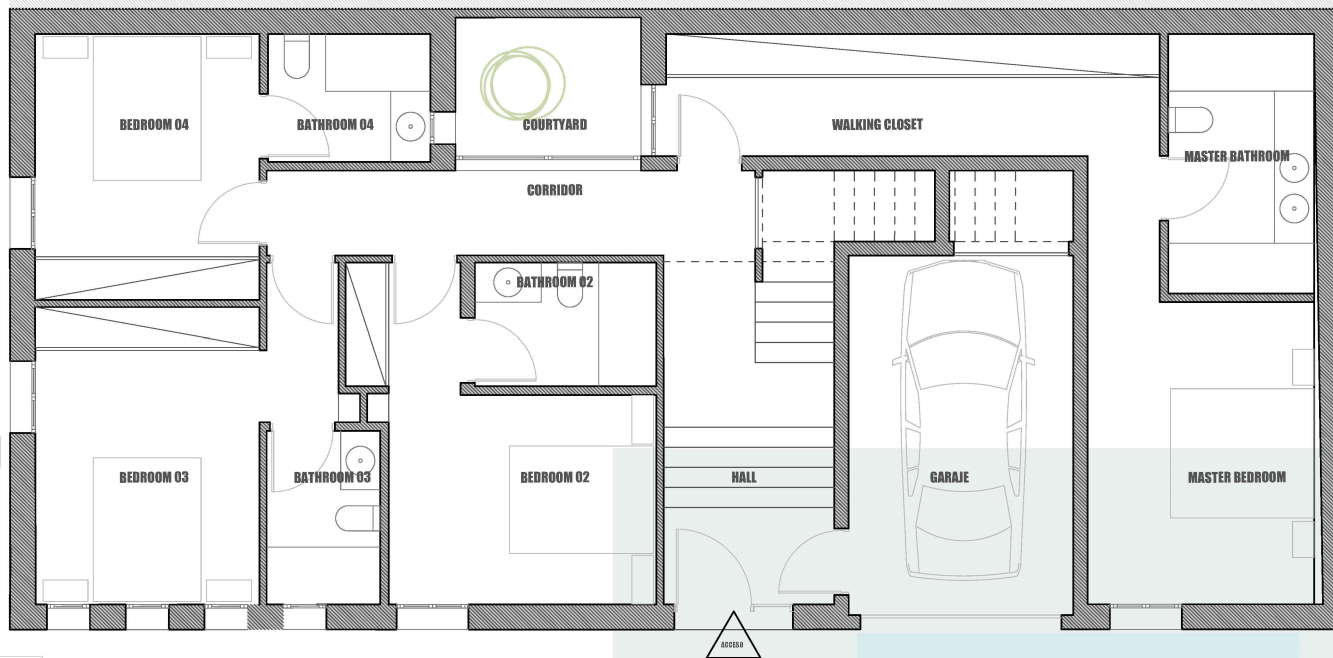 BEDROOM 04
BATHROOM 04
COURTYARD
WALKING CLOSET
MASTER BATHROOM
CORRIDOR
BATHROOM 02
BEDROOM 03
BATHROOM 03
BEDROOM 02
HALL
GARAJE
MASTER BEDROOM
ACCESO